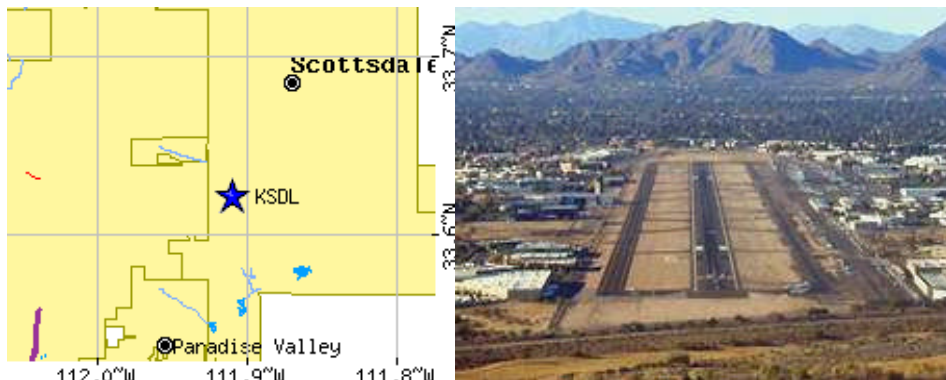 Scottsdale
33.7°N
KSDL
33.6°N
Paradise Valley
112.0°W 111.9°W 111.8°W